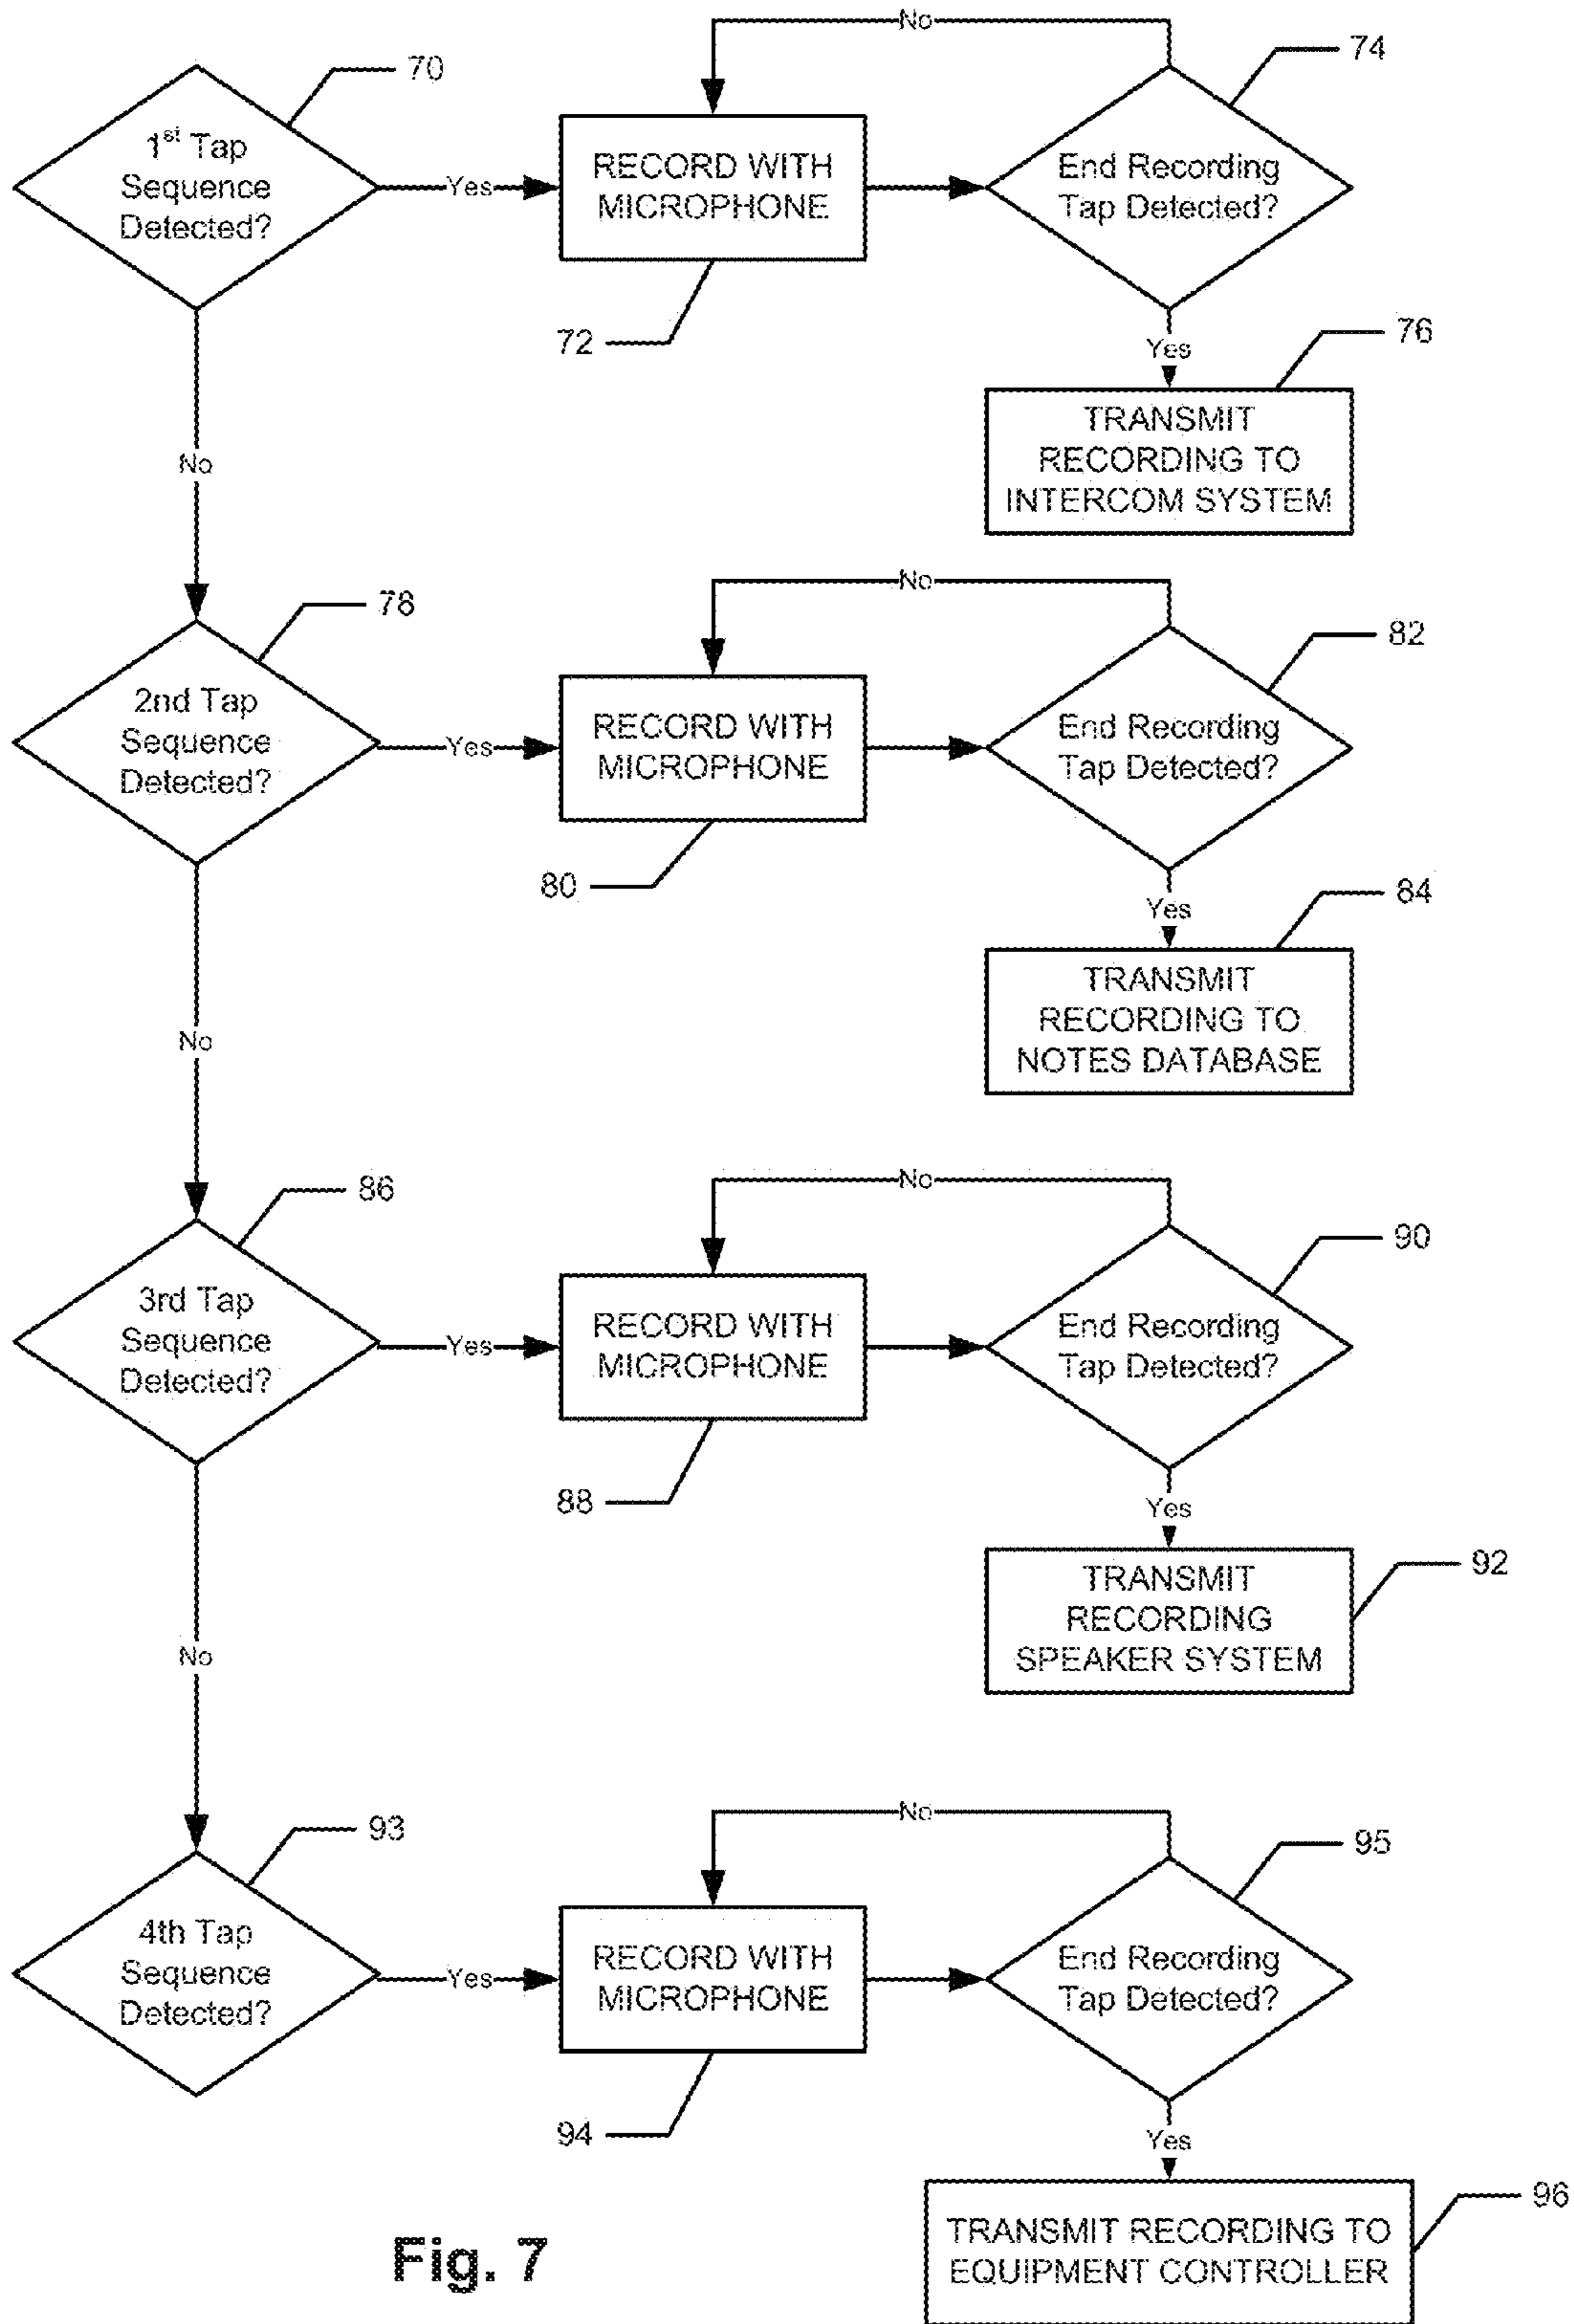 No
70
74
1st Tap
Sequence
Detected?
Yes
RECORD WITH
MICROPHONE
End Recording
Tap Detected?
72
Yes
76
TRANSMIT
RECORDING TO
INTERCOM SYSTEM
No
No
78
82
2nd Tap
Sequence
Detected?
Yes
RECORD WITH
MICROPHONE
End Recording
Tap Detected?
80
Yes
84
TRANSMIT
RECORDING TO
NOTES DATABASE
No
No
86
90
3rd Tap
Sequence
Detected?
Yes
RECORD WITH
MICROPHONE
End Recording
Tap Detected?
88
Yes
92
TRANSMIT
RECORDING
SPEAKER SYSTEM
No
No
93
95
4th Tap
Sequence
Detected?
Yes
RECORD WITH
MICROPHONE
End Recording
Tap Detected?
94
Yes
96
TRANSMIT RECORDING TO
EQUIPMENT CONTROLLER
Fig. 7